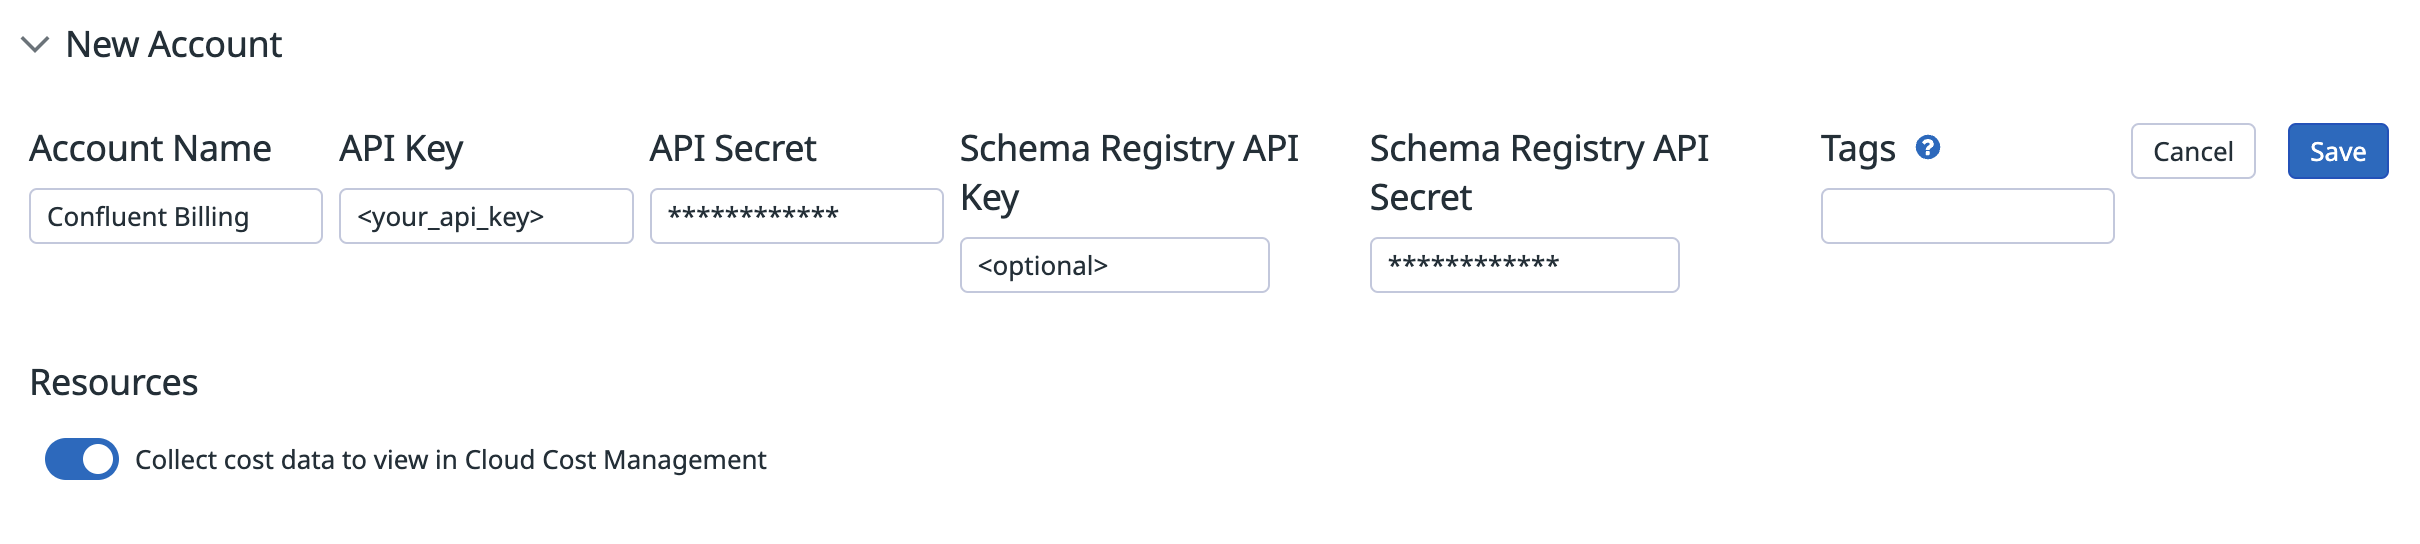 New Account
Account Name
API Key
API Secret
Schema Registry API
Key
Schema Registry API
Secret
Tags ?
Cancel
Save
Confluent Billing
<your_api_key>
************
<optional>
************
Resources
Collect cost data to view in Cloud Cost Management